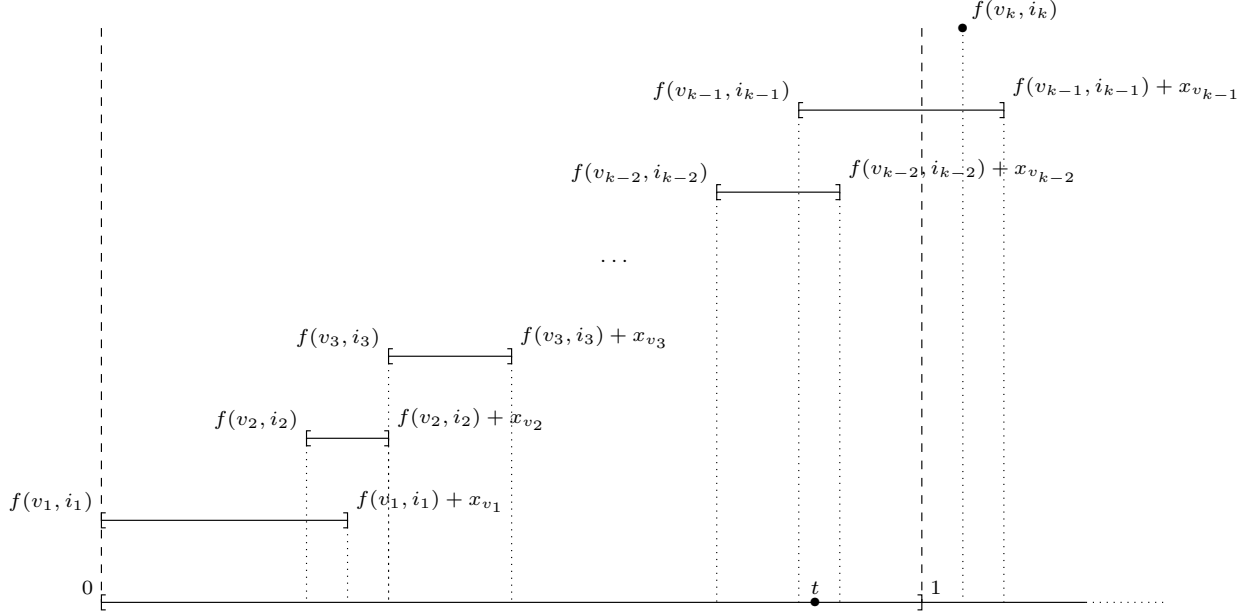 f(v_k, i_k)
f(v_{k−1}, i_{k−1})
f(v_{k−1}, i_{k−1}) + x_{v_{k−1}}
f(v_{k−2}, i_{k−2})
f(v_{k−2}, i_{k−2}) + x_{v_{k−2}}
...
f(v_3, i_3)
f(v_3, i_3) + x_{v_3}
f(v_2, i_2)
f(v_2, i_2) + x_{v_2}
f(v_1, i_1)
f(v_1, i_1) + x_{v_1}
0
t
1